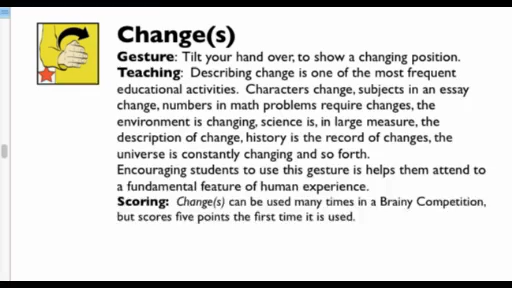 Change(s)
Gesture: Tilt your hand over, to show a changing position.
Teaching: Describing change is one of the most frequent
educational activities. Characters change, subjects in an essay
change, numbers in math problems require changes, the
environment is changing, science is, in large measure, the
description of change, history is the record of changes, the
universe is constantly changing and so forth.
Encouraging students to use this gesture is helps them attend to
a fundamental feature of human experience.
Scoring: Change(s) can be used many times in a Brainy Competition,
but scores five points the first time it is used.